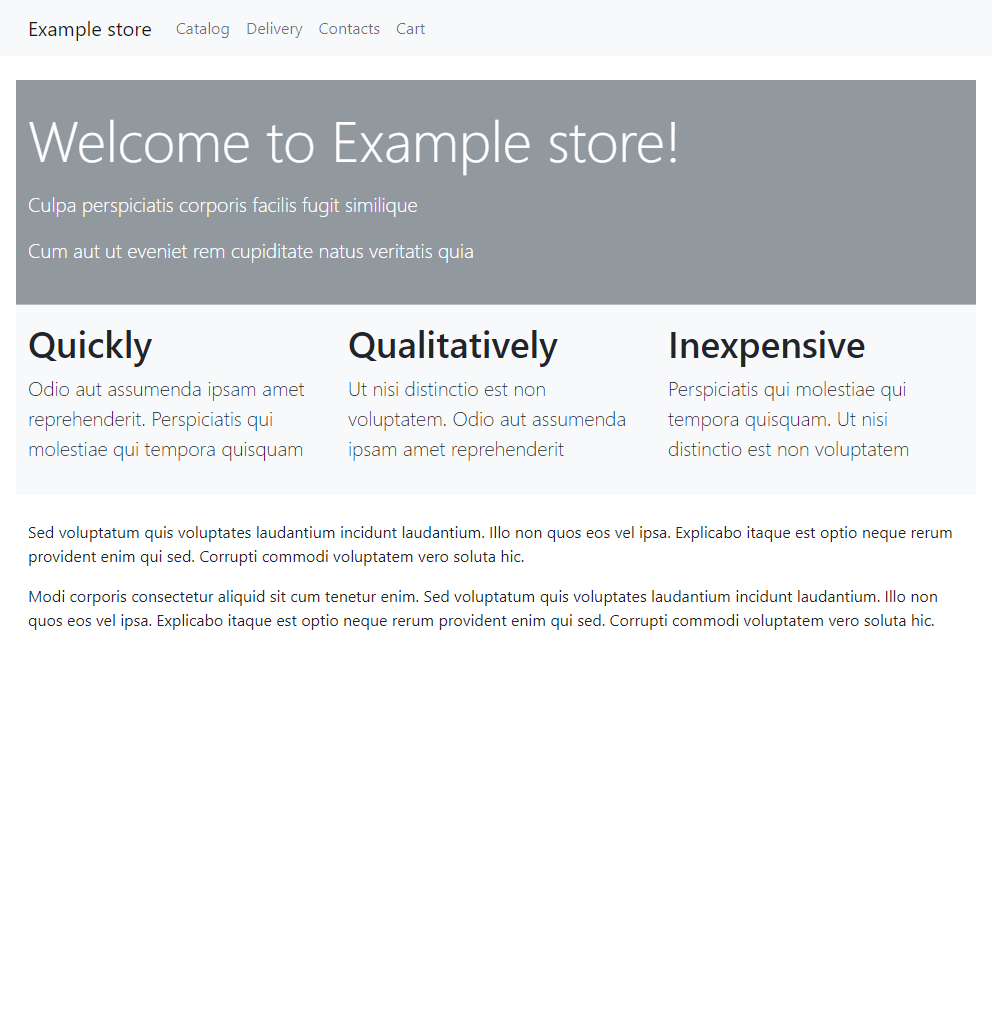 Example store Catalog Delivery Contacts Cart
Welcome to Example store!
Culpa perspiciatis corporis facilis fugit similique
Cum aut ut eveniet rem cupiditate natus veritatis quia
Quickly
Odio aut assumenda ipsam amet
reprehenderit. Perspiciatis qui
molestiae qui tempora quisquam
Qualitatively
Ut nisi distinctio est non
voluptatem. Odio aut assumenda
ipsam amet reprehenderit
Inexpensive
Perspiciatis qui molestiae qui
tempora quisquam. Ut nisi
distinctio est non voluptatem
Sed voluptatum quis voluptates laudantium incidunt laudantium. Illo non quos eos vel ipsa. Explicabo itaque est optio neque rerum
provident enim qui sed. Corrupti commodi voluptatem vero soluta hic.
Modi corporis consectetur aliquid sit cum tenetur enim. Sed voluptatum quis voluptates laudantium incidunt laudantium. Illo non
quos eos vel ipsa. Explicabo itaque est optio neque rerum provident enim qui sed. Corrupti commodi voluptatem vero soluta hic.